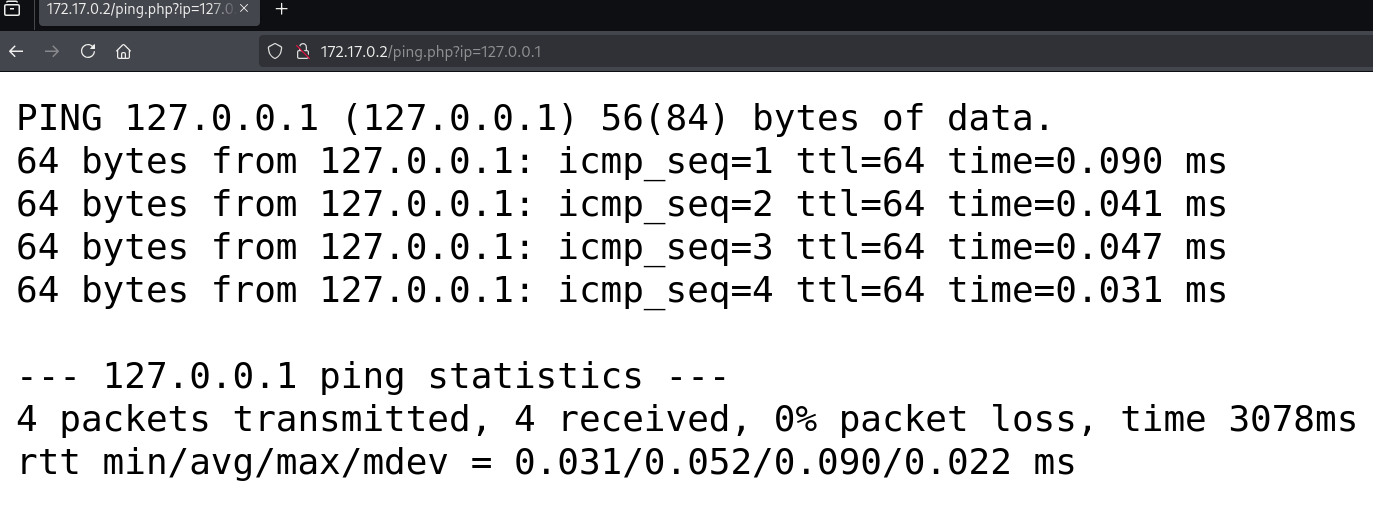 172.17.0.2/ping.php?ip=127.0
172.17.0.2/ping.php?ip=127.0.0.1
PING 127.0.0.1 (127.0.0.1) 56(84) bytes of data.
64 bytes from 127.0.0.1: icmp_seq=1 ttl=64 time=0.090 ms
64 bytes from 127.0.0.1: icmp_seq=2 ttl=64 time=0.041 ms
64 bytes from 127.0.0.1: icmp_seq=3 ttl=64 time=0.047 ms
64 bytes from 127.0.0.1: icmp_seq=4 ttl=64 time=0.031 ms
--- 127.0.0.1 ping statistics ---
4 packets transmitted, 4 received, 0% packet loss, time 3078ms
rtt min/avg/max/mdev = 0.031/0.052/0.090/0.022 ms